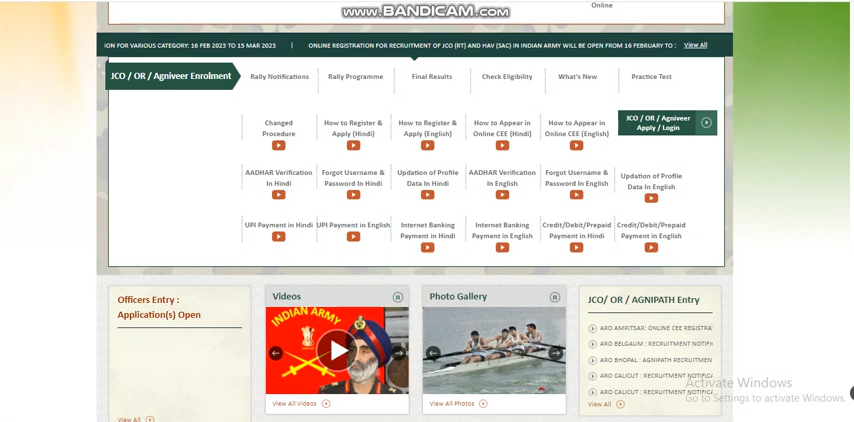 www.BANDICAM.com
Online
ION FOR VARIOUS CATEGORY: 16 FEB 2023 TO 15 MAR 2023 | ONLINE REGISTRATION FOR RECRUITMENT OF JCO (RT) AND HAV (SAC) IN INDIAN ARMY WILL BE OPEN FROM 16 FEBRUARY TO : View All
JCO / OR / Agniveer Enrolment
Rally Notifications
Rally Programme
Final Results
Check Eligibility
What's New
Practice Test
Changed
Procedure
How to Register &
Apply (Hindi)
How to Register &
Apply (English)
How to Appear in
Online CEE (Hindi)
How to Appear in
Online CEE (English)
JCO / OR / Agniveer
Apply / Login
AADHAR Verification
In Hindi
Forgot Username &
Password In Hindi
Updation of Profile
Data In Hindi
AADHAR Verification
In English
Forgot Username &
Password In English
Updation of Profile
Data In English
UPI Payment in Hindi
UPI Payment in English
Internet Banking
Payment in Hindi
Internet Banking
Payment in English
Credit/Debit/Prepaid
Payment in Hindi
Credit/Debit/Prepaid
Payment in English
Officers Entry :
Application(s) Open
View All
Videos
INDIAN ARMY
View All Videos
Photo Gallery
View All Photos
JCO/ OR / AGNIPATH Entry
ARO AMRITSAR: ONLINE CEE REGISTRA
ARO BELGAUM : RECRUITMENT NOTIFI
ARO BHOPAL : AGNIPATH RECRUITMEN
ARO CALICUT : RECRUITMENT NOTIFICA
ARO CALICUT : RECRUITMENT NOTIFICA
View All
Activate Windows
Go to Settings to activate Windows.